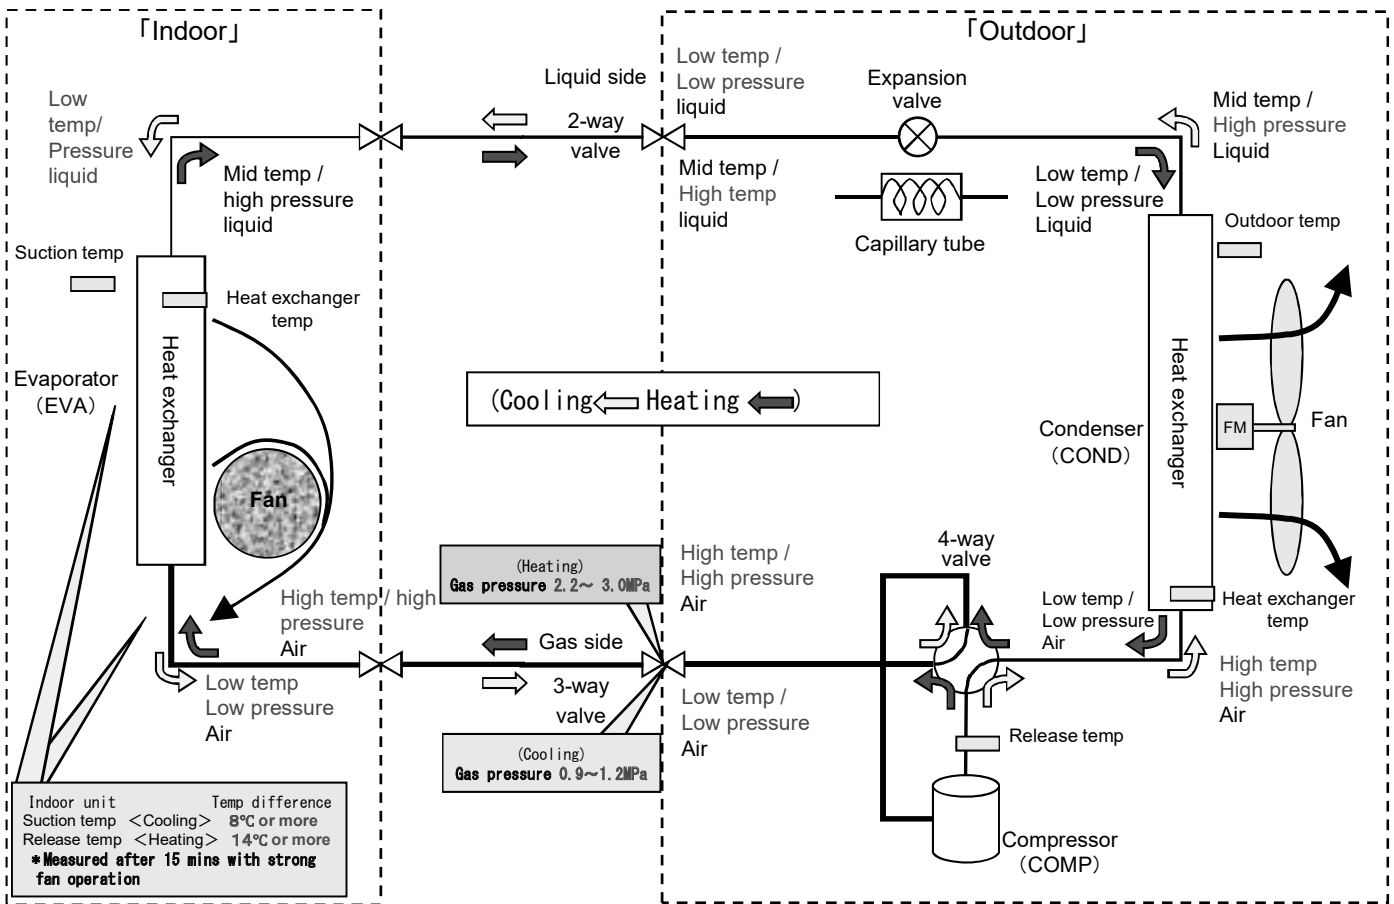 「Indoor」
「Outdoor」
Low
temp/
Pressure
liquid
Mid temp /
high pressure
liquid
Liquid side
2-way
valve
Low temp /
Low pressure
liquid
Mid temp /
High temp
liquid
Expansion
valve
Capillary tube
Mid temp /
High pressure
Liquid
Low temp /
Low pressure
Liquid
Outdoor temp
Suction temp
Heat exchanger
temp
Heat exchanger
Evaporator
（EVA）
Fan
(Cooling Heating )
Condenser
（COND）
Heat exchanger
FM
Fan
(Heating)
Gas pressure 2.2～ 3.0MPa
High temp /
High pressure
Air
4-way
valve
Low temp /
Low pressure
Air
Heat exchanger
temp
High temp / high
pressure
Air
Gas side
3-way
valve
Low temp
Low pressure
Air
Low temp /
Low pressure
Air
High temp
High pressure
Air
(Cooling)
Gas pressure 0.9～1.2MPa
Release temp
Compressor
（COMP）
Indoor unit Temp difference
Suction temp ＜Cooling＞ 8℃ or more
Release temp ＜Heating＞ 14℃ or more
*Measured after 15 mins with strong
fan operation